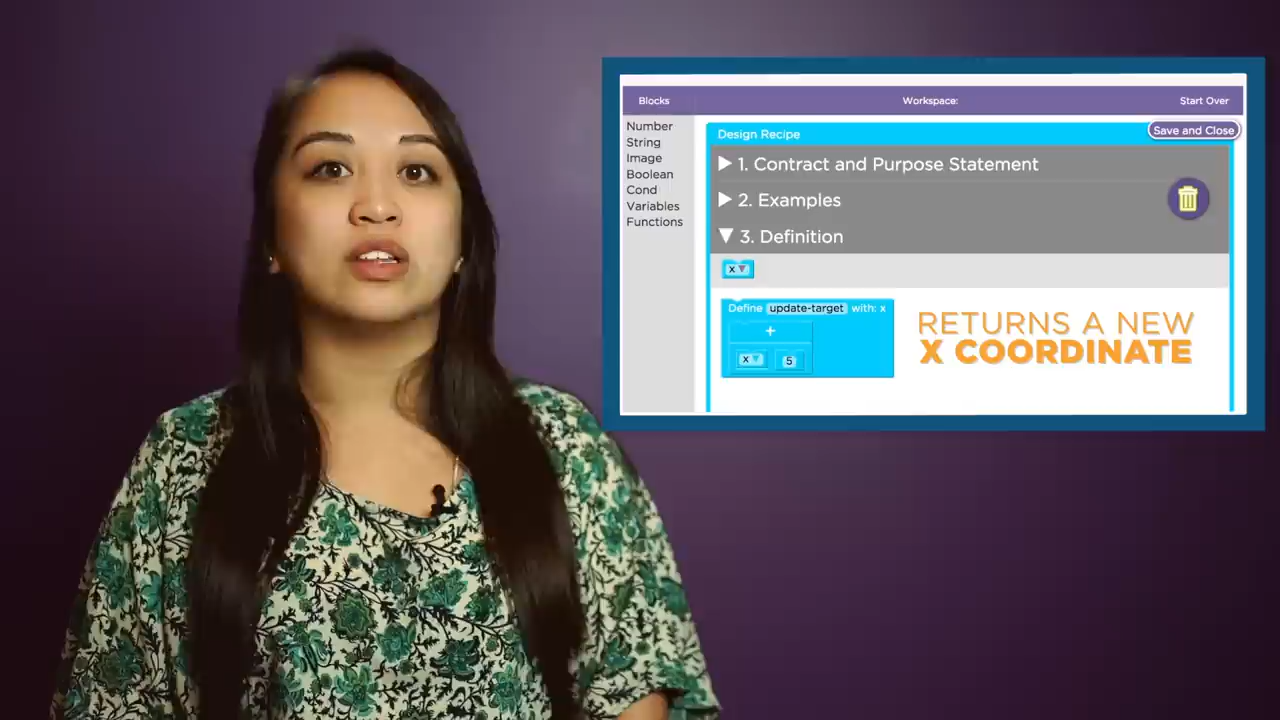 Blocks Workspace: Start Over
Number
String
Image
Boolean
Cond
Variables
Functions
Design Recipe
Save and Close
▶ 1. Contract and Purpose Statement
▶ 2. Examples
▼ 3. Definition
x ▼
Define update-target with: x
+
x ▼ 5
RETURNS A NEW
X COORDINATE